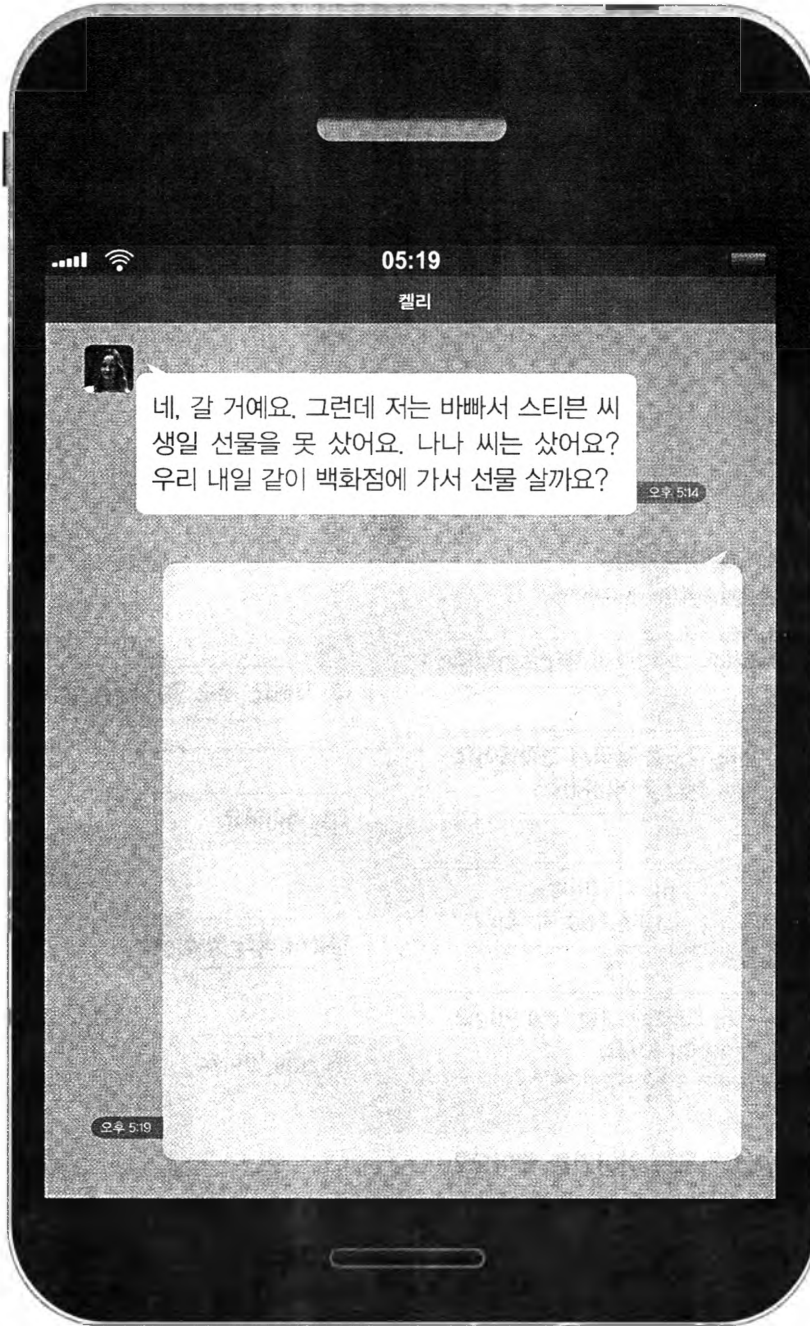 05:19
켈리
네, 갈 거예요. 그런데 저는 바빠서 스티븐 씨
생일 선물을 못 샀어요. 나나 씨는 샀어요?
우리 내일 같이 백화점에 가서 선물 살까요?
오후 5:14
오후 5:19